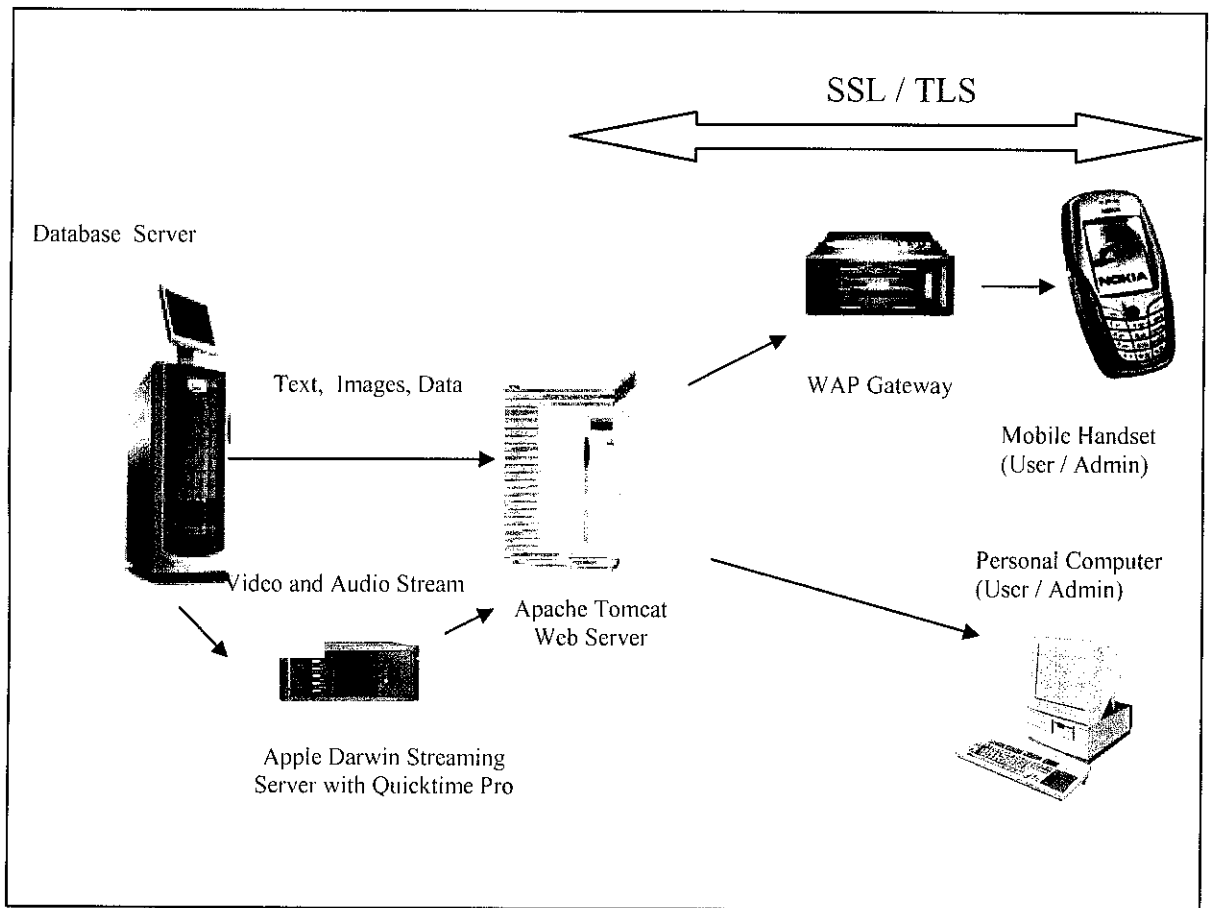 SSL / TLS
Database Server
Text, Images, Data
WAP Gateway
NOKIA
Mobile Handset
(User / Admin)
Video and Audio Stream
Apache Tomcat
Web Server
Personal Computer
(User / Admin)
Apple Darwin Streaming
Server with Quicktime Pro